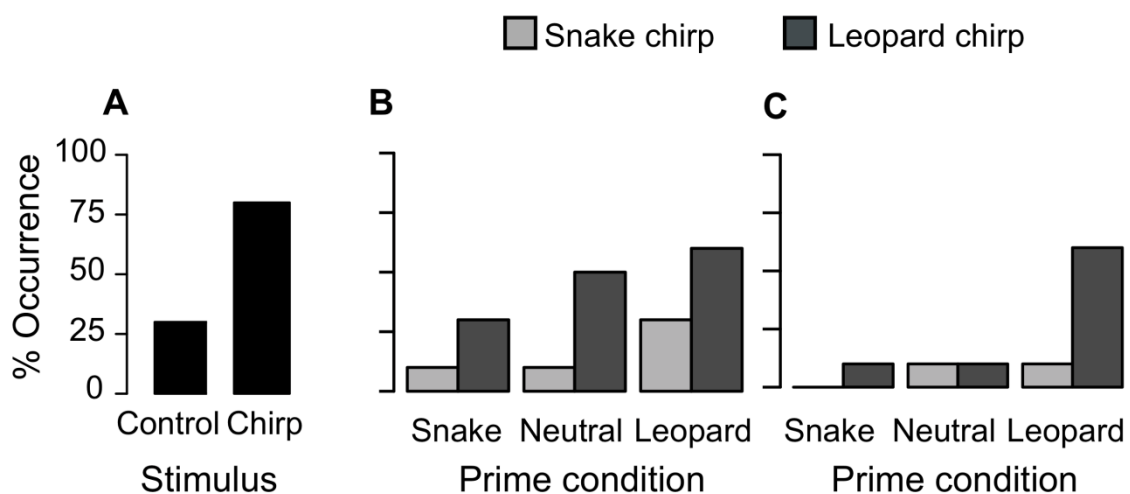 Snake chirp Leopard chirp
A B C
% Occurrence
100
75
50
25
0
Control Chirp
Stimulus
Snake Neutral Leopard
Prime condition
Snake Neutral Leopard
Prime condition